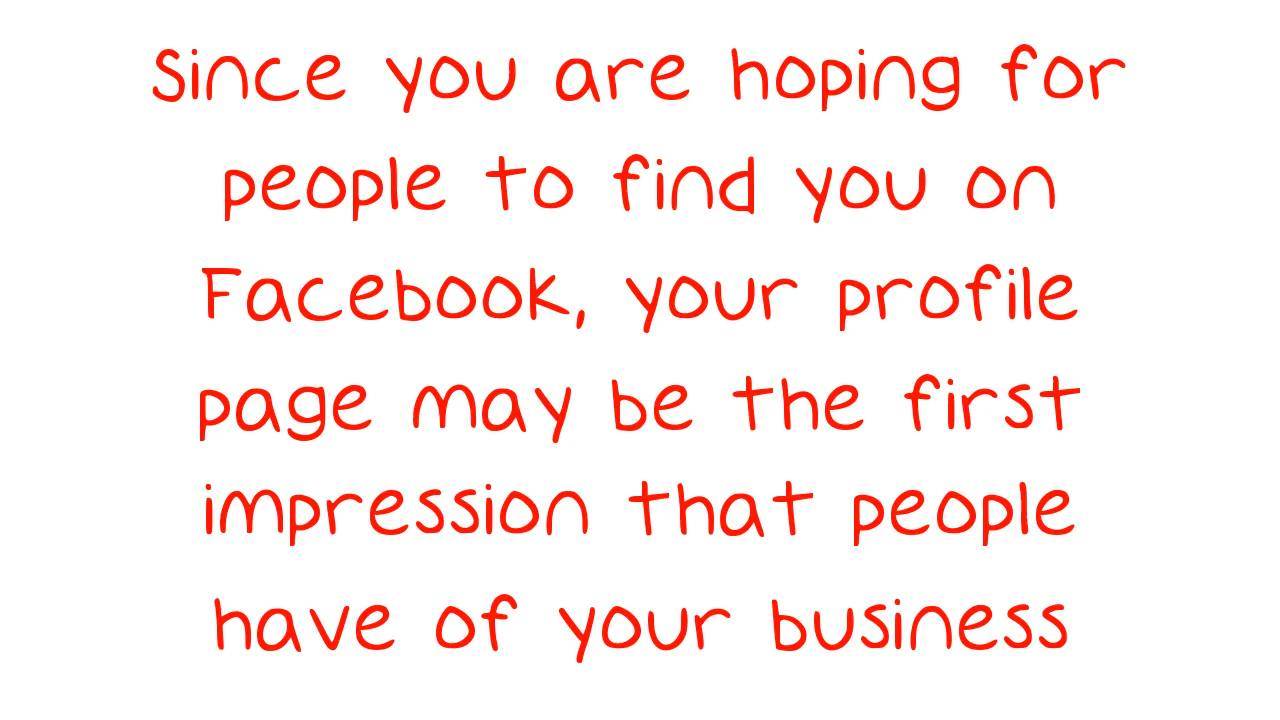 Since you are hoping for
people to find you on
Facebook, your profile
page may be the first
impression that people
have of your business